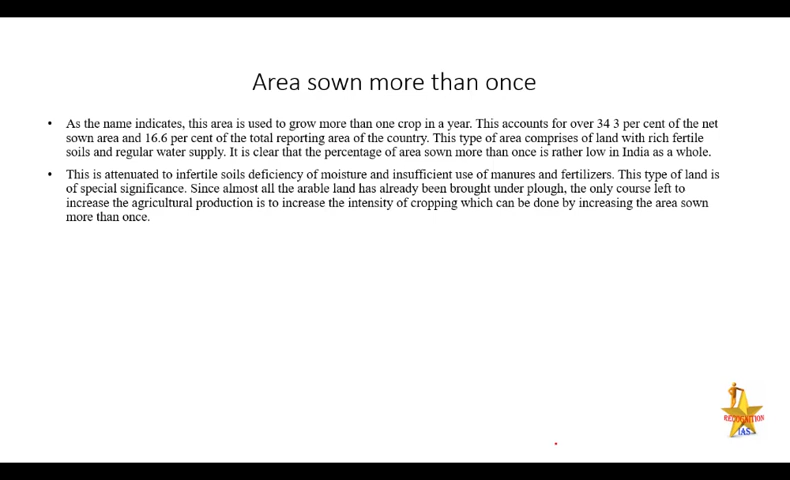 Area sown more than once
• As the name indicates, this area is used to grow more than one crop in a year. This accounts for over 34 3 per cent of the net
sown area and 16.6 per cent of the total reporting area of the country. This type of area comprises of land with rich fertile
soils and regular water supply. It is clear that the percentage of area sown more than once is rather low in India as a whole.
• This is attenuated to infertile soils deficiency of moisture and insufficient use of manures and fertilizers. This type of land is
of special significance. Since almost all the arable land has already been brought under plough, the only course left to
increase the agricultural production is to increase the intensity of cropping which can be done by increasing the area sown
more than once.
RECOGNITION
IAS